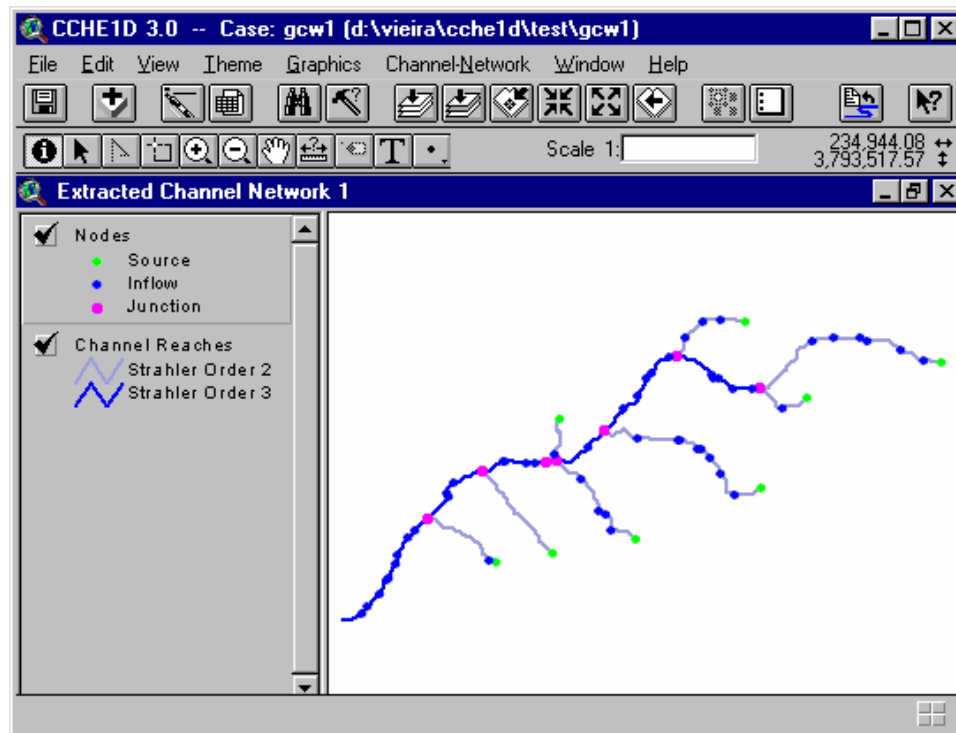 CCHE1D 3.0 -- Case: gcw1 (d:\vieira\cche1d\test\gcw1)
File Edit View Theme Graphics Channel-Network Window Help
T Scale 1: 234,944.08
3,793,517.57
Extracted Channel Network 1
Nodes
Source
Inflow
Junction
Channel Reaches
Strahler Order 2
Strahler Order 3